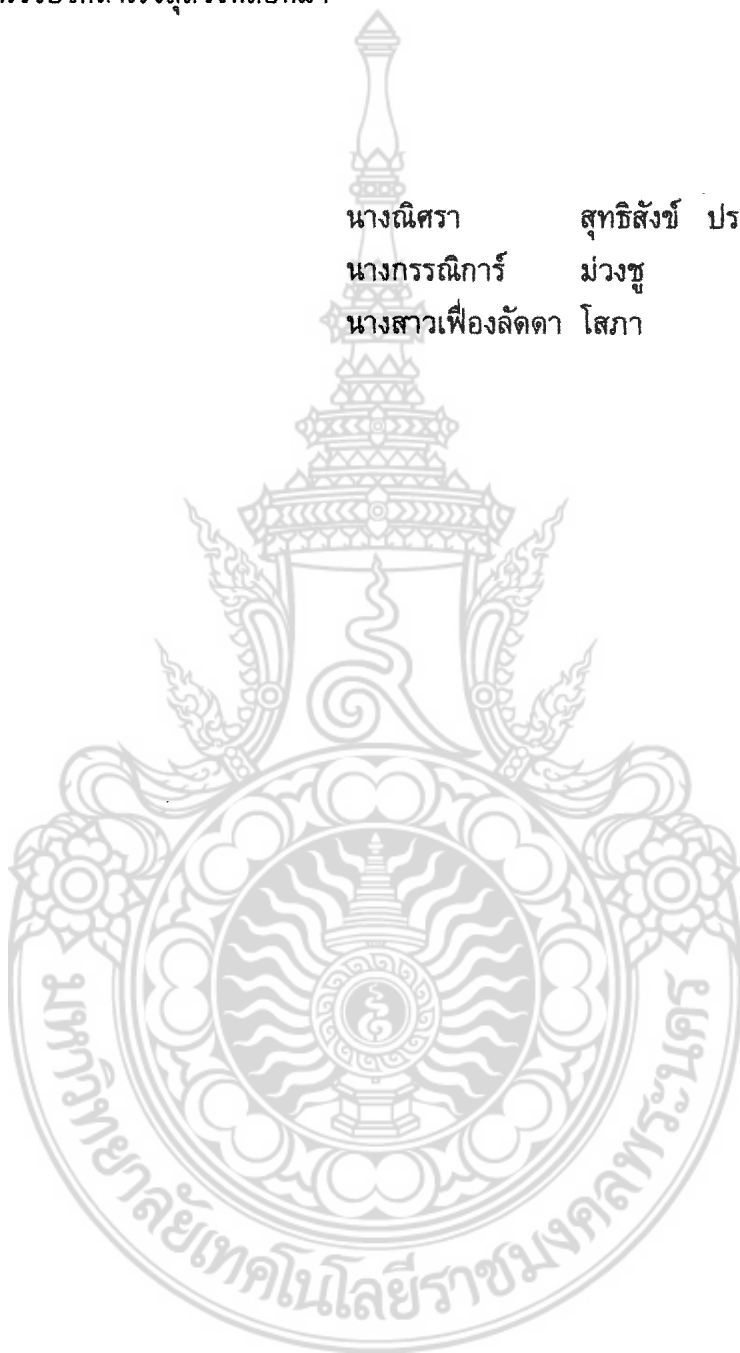 นางณิศรา สุทธิสังข์ ปร
นางกรรณิการ์ ม่วงชู
นางสาวเฟื่องลัดดา โสภา
มหาวิทยาลัยเทคโนโลยีราชมงคลพระนคร